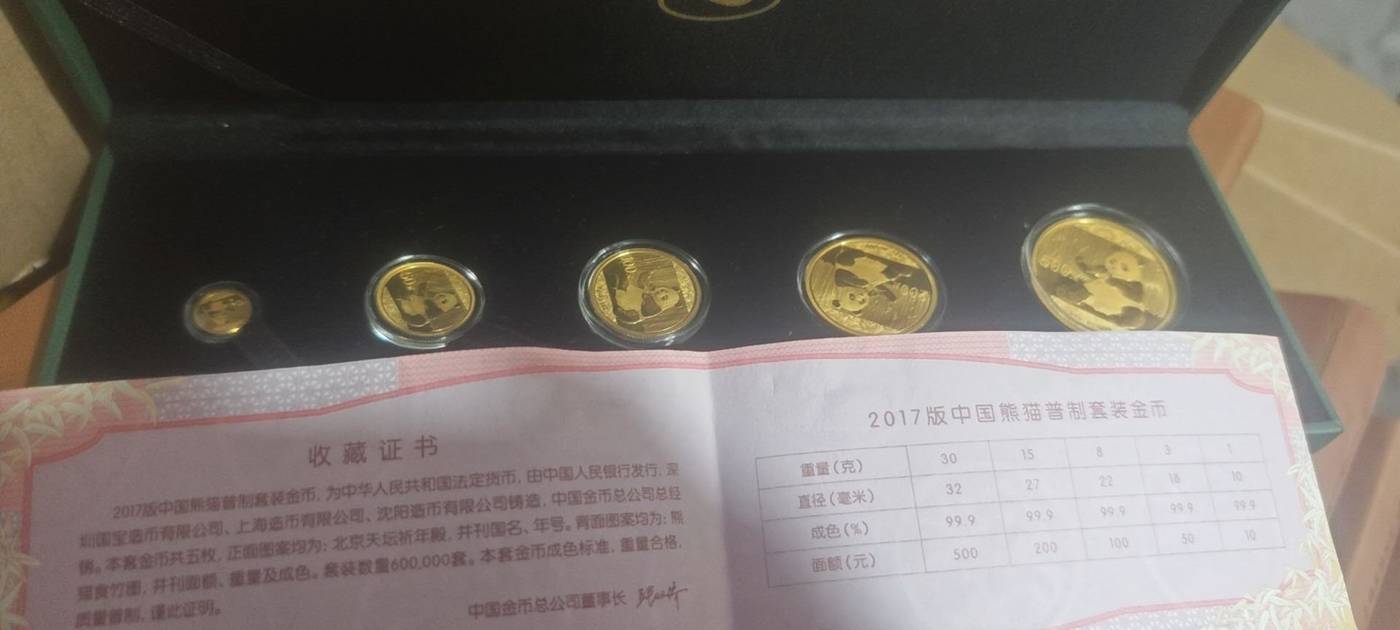 500
收藏证书
2017版中国熊猫普制套装金币，为中华人民共和国法定货币，由中国人民银行发行，深
圳国宝造币有限公司、上海造币有限公司、沈阳造币有限公司铸造，中国金币总公司总经
销。本套金币共五枚，正面图案均为：北京天坛祈年殿，并刊国名、年号。背面图案均为：熊
猫食竹图，并刊面额、重量及成色。套装数量600,000套。本套金币成色标准，重量合格，
质量普制，谨此证明。
中国金币总公司董事长
2017版中国熊猫普制套装金币
重量(克) 30 15 8 3 1
直径(毫米) 32 27 22 18 10
成色(%) 99.9 99.9 99.9 99.9 99.9
面额(元) 500 200 100 50 10